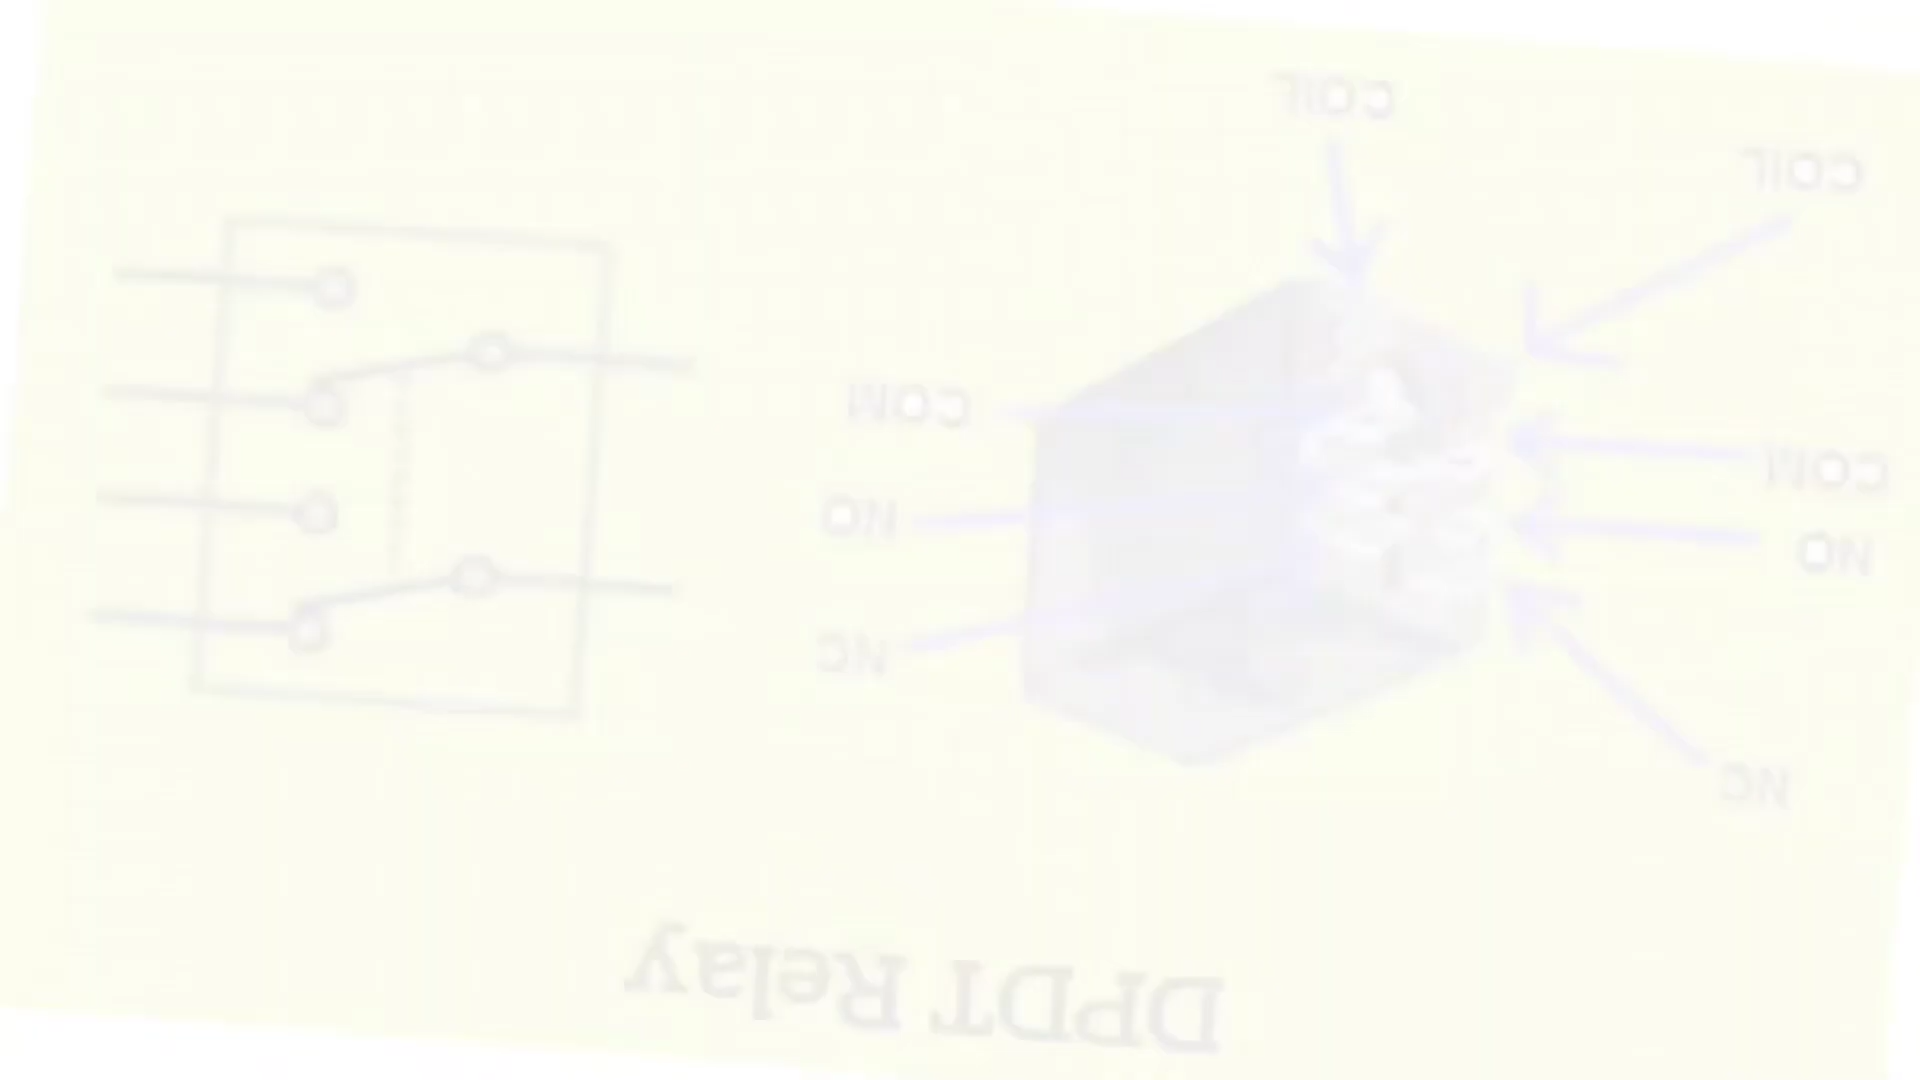 DPDT Relay
NC
NC
NO
NO
COM
COM
COIL
COIL